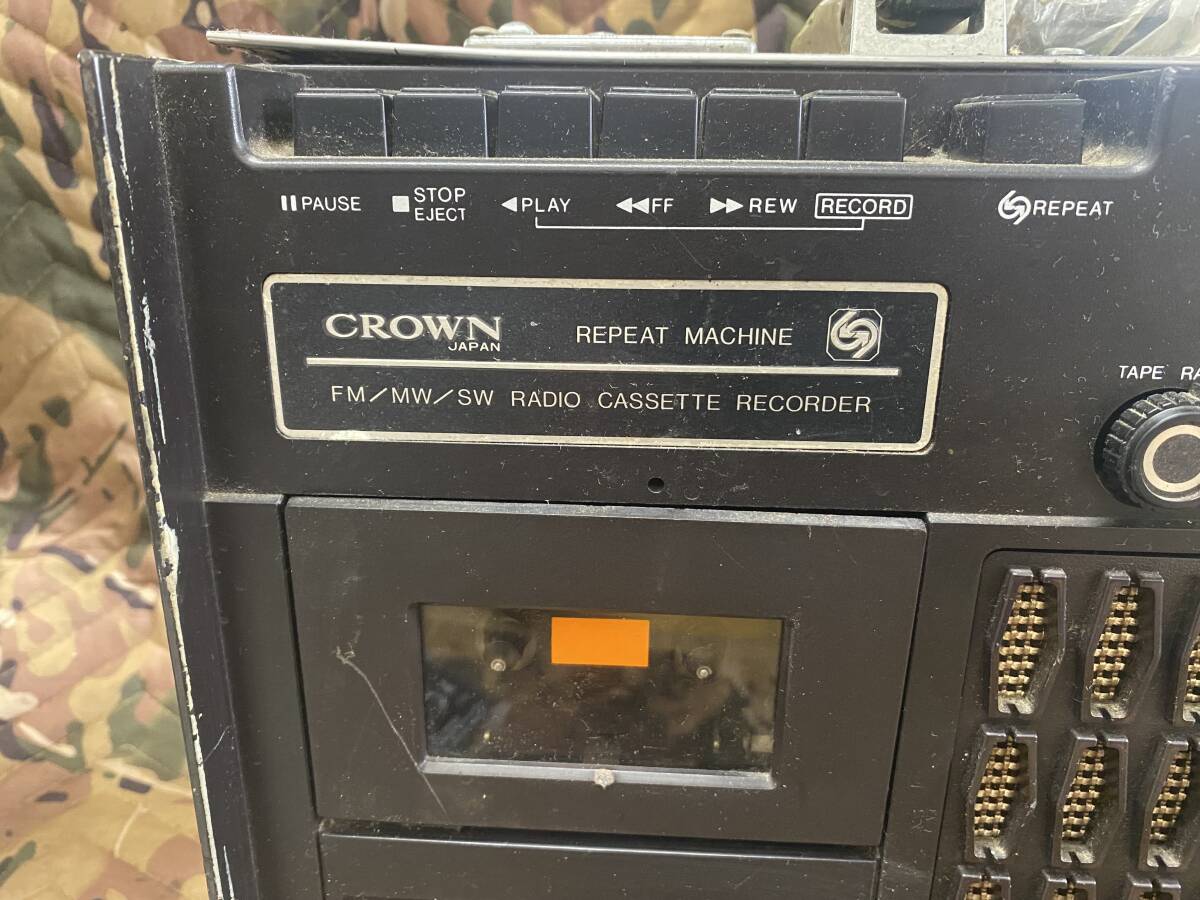 PAUSE
STOP
EJECT
PLAY
FF
REW
RECORD
REPEAT
CROWN
JAPAN
REPEAT MACHINE
FM/MW/SW RADIO CASSETTE RECORDER
TAPE